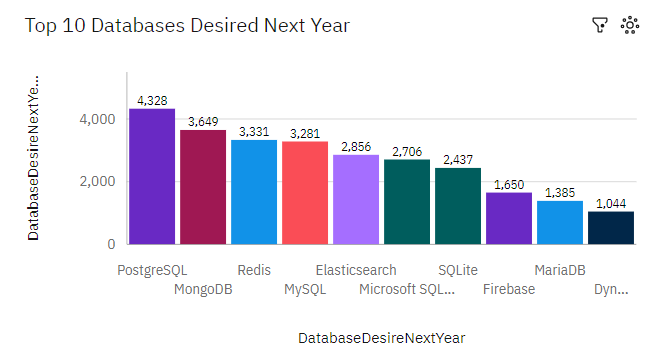 Top 10 Databases Desired Next Year
DatabaseDesireNextYe...
4,000
2,000
0
4,328
3,649
3,331
3,281
2,856
2,706
2,437
1,650
1,385
1,044
PostgreSQL
MongoDB
Redis
MySQL
Elasticsearch
Microsoft SQL...
SQLite
Firebase
MariaDB
Dyn...
DatabaseDesireNextYear